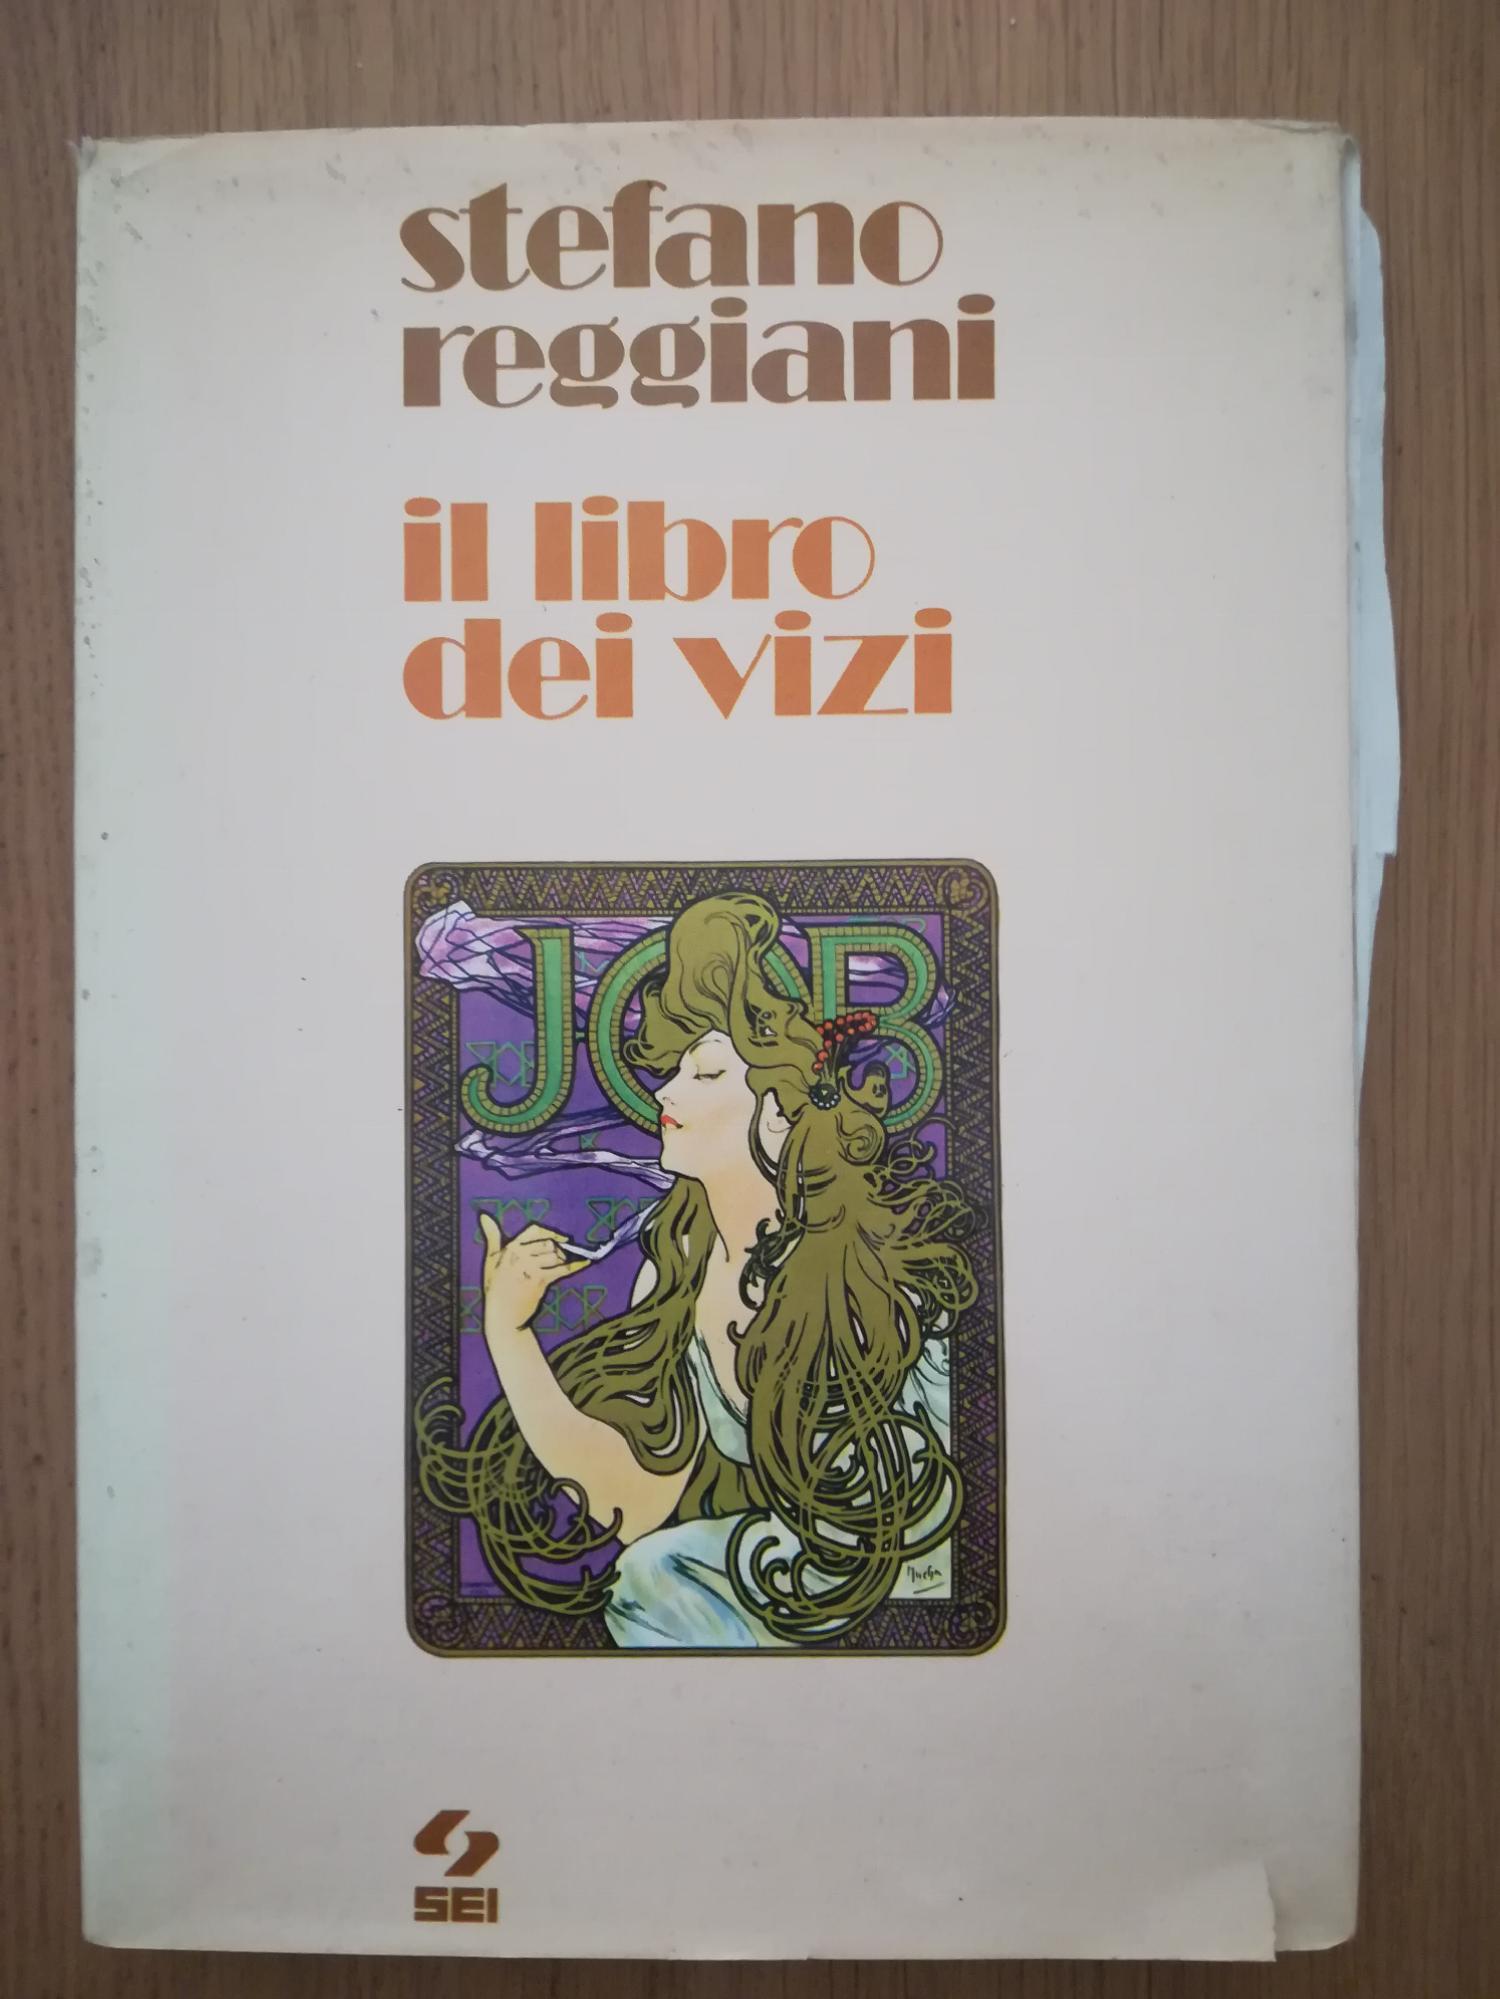 stefano
reggiani
il libro
dei vizi
JOB
Mucha
SEI